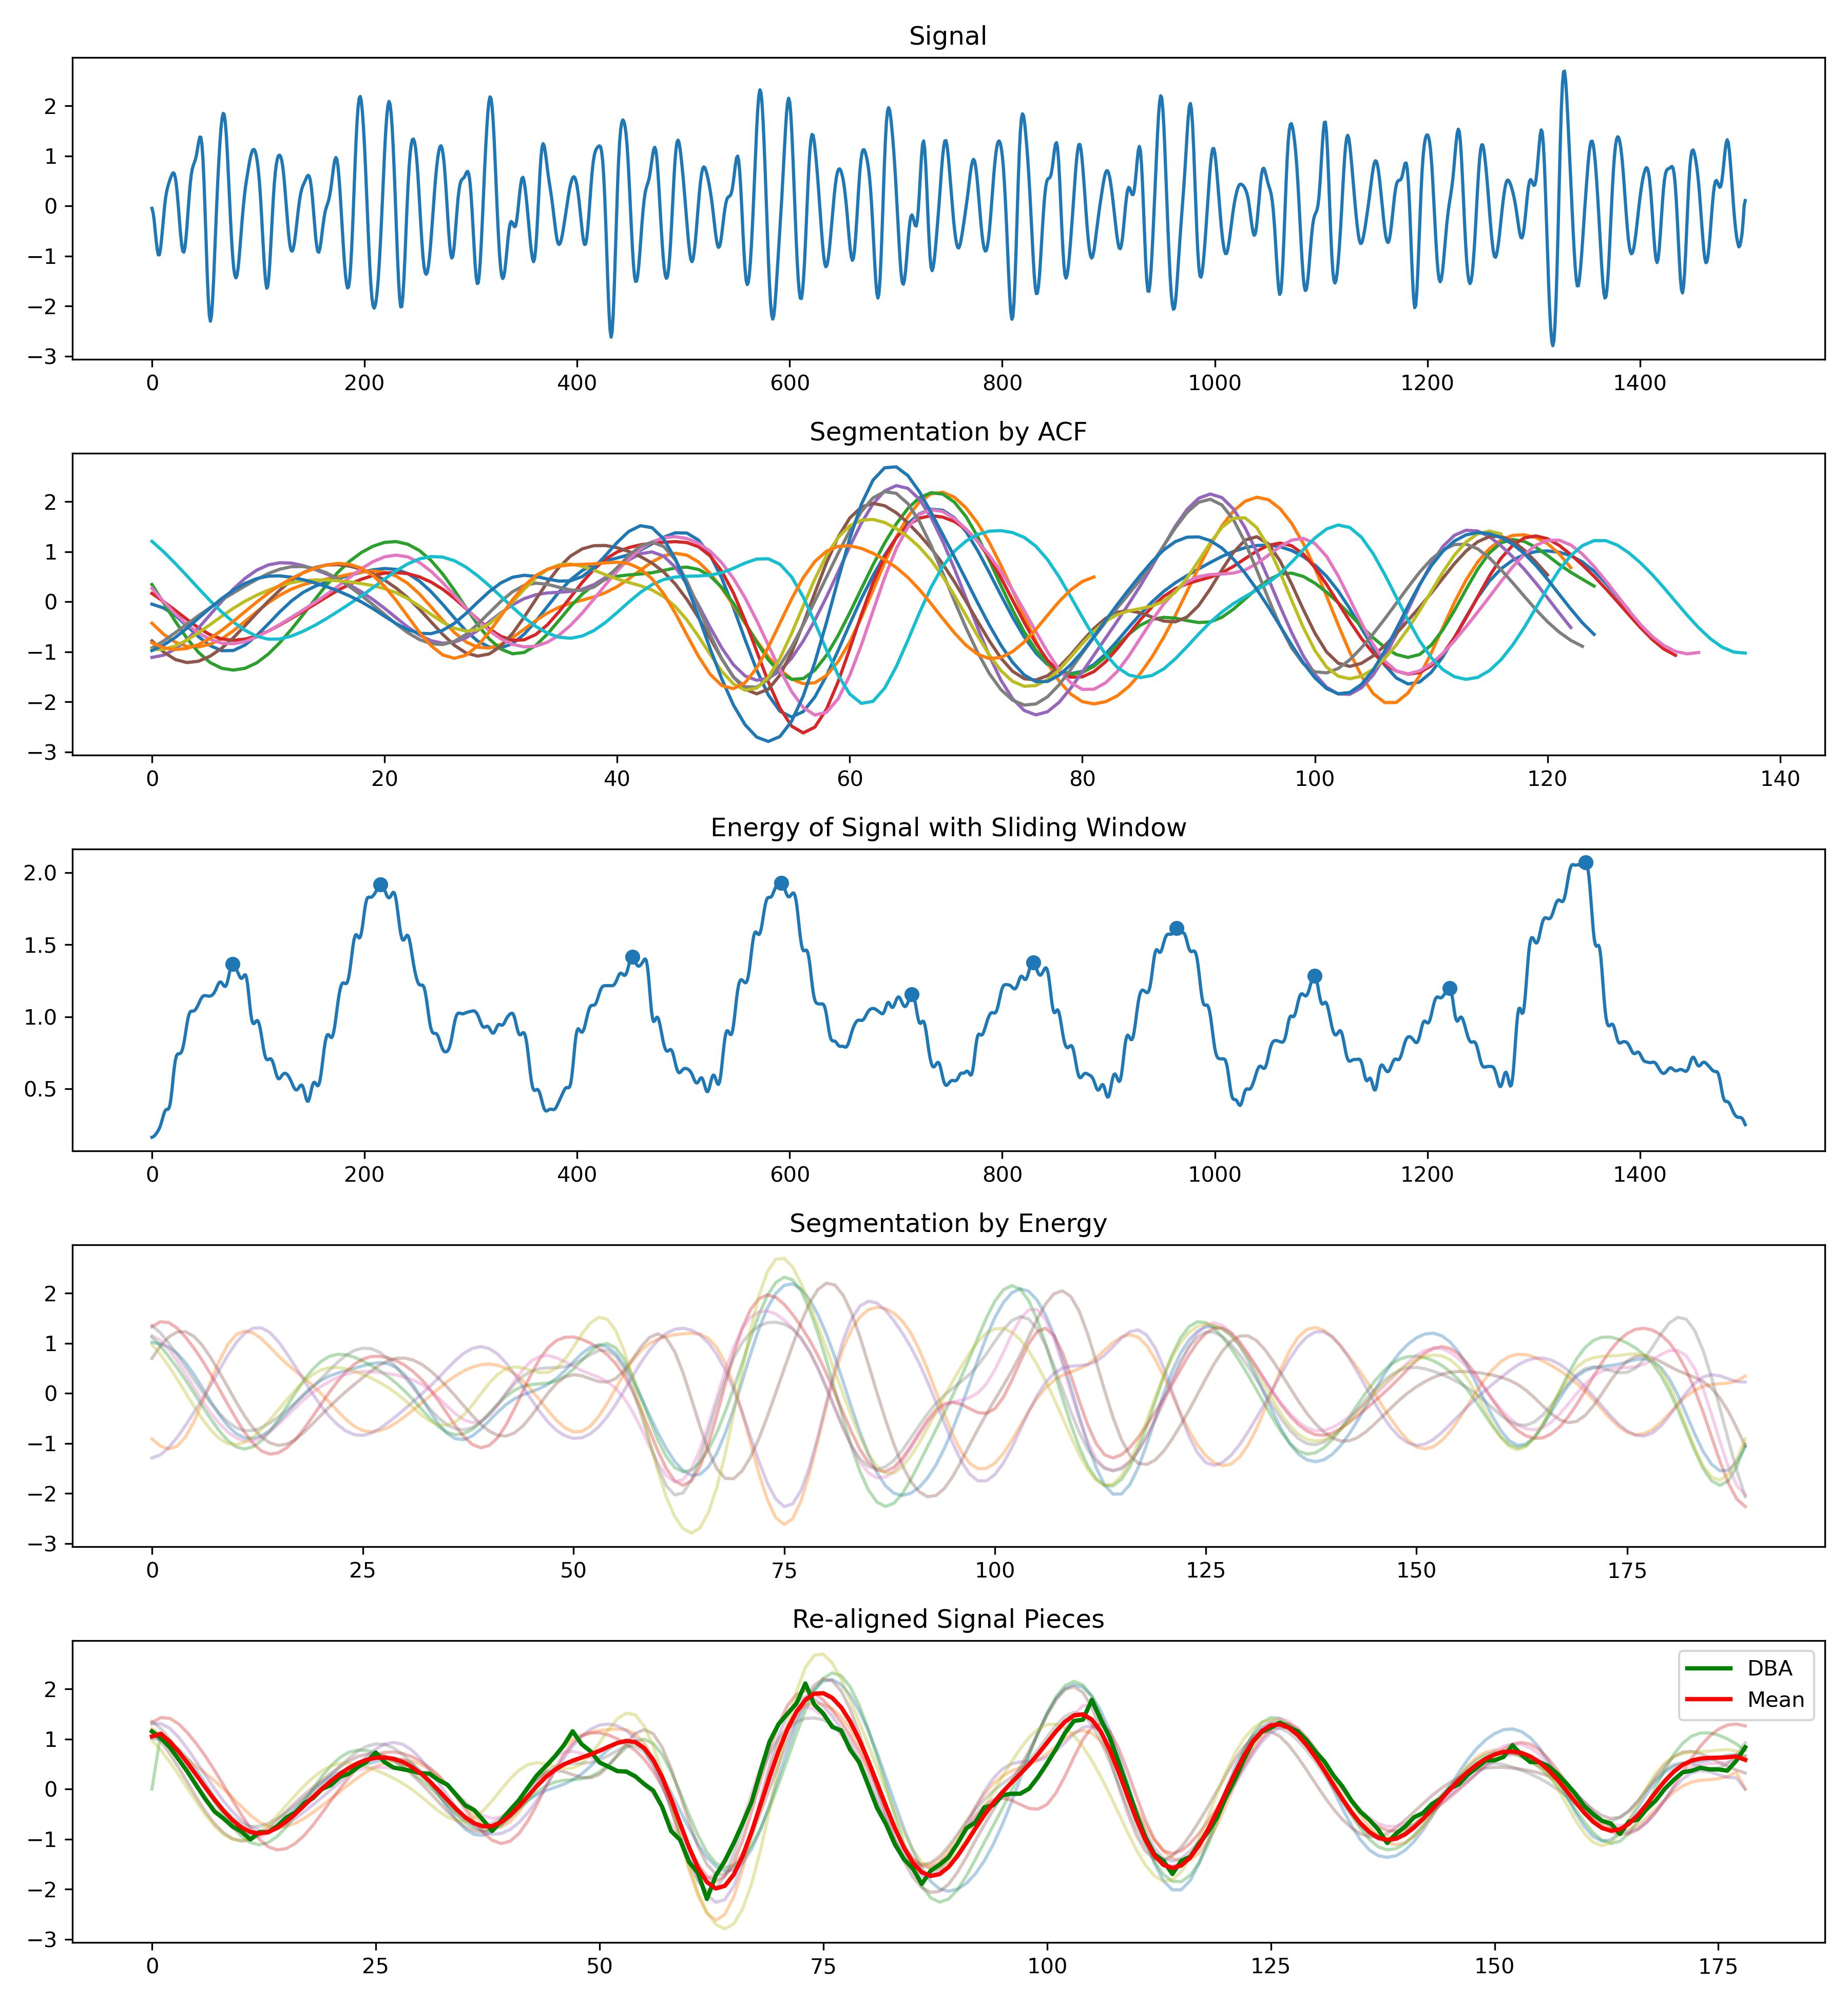 Signal
2
1
0
−1
−2
−3
0 200 400 600 800 1000 1200 1400
Segmentation by ACF
2
1
0
−1
−2
−3
0 20 40 60 80 100 120 140
Energy of Signal with Sliding Window
2.0
1.5
1.0
0.5
0 200 400 600 800 1000 1200 1400
Segmentation by Energy
2
1
0
−1
−2
−3
0 25 50 75 100 125 150 175
Re-aligned Signal Pieces
DBA
Mean
2
1
0
−1
−2
−3
0 25 50 75 100 125 150 175